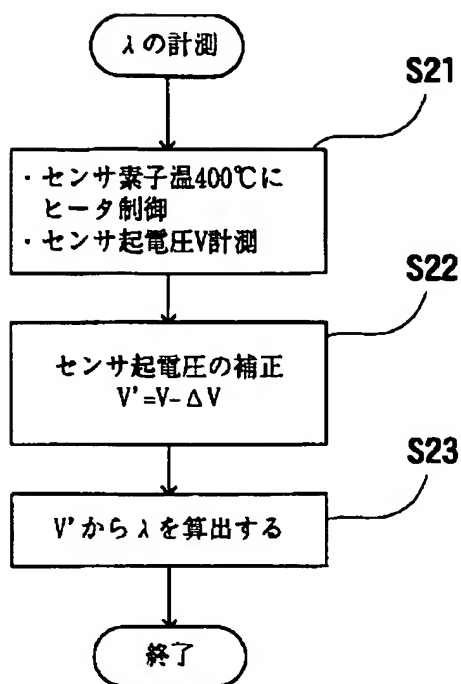 λの計測
S21
・センサ素子温400℃に
ヒータ制御
・センサ起電圧V計測
S22
センサ起電圧の補正
V'=V-ΔV
S23
V'からλを算出する
終了